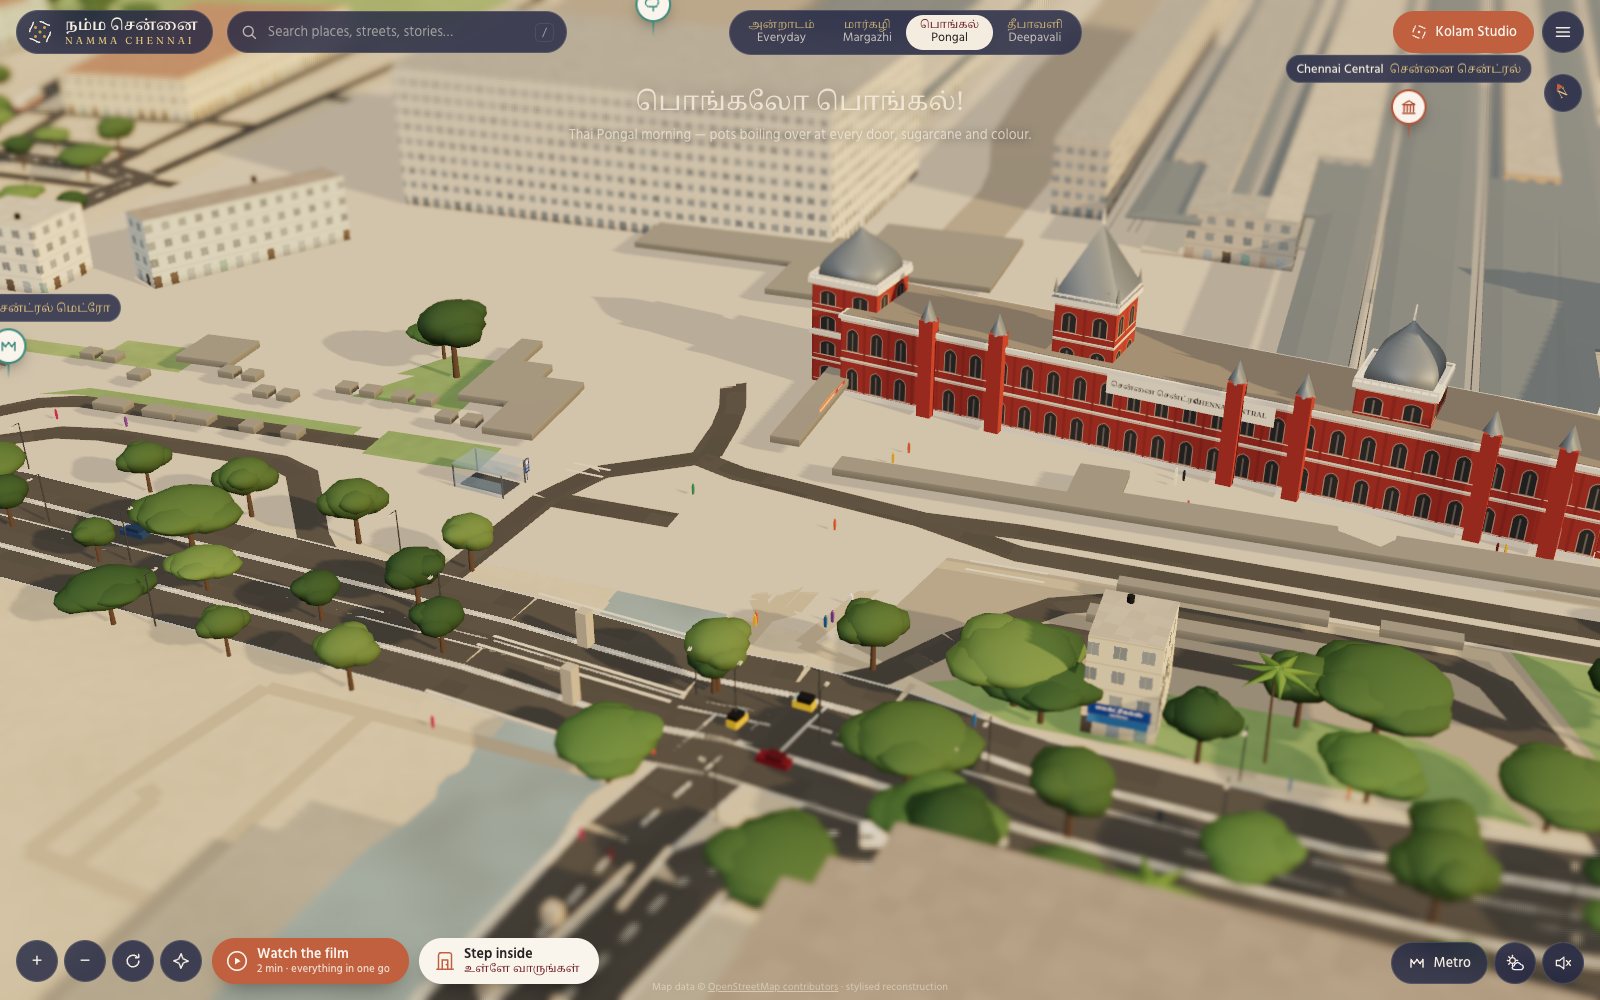 நம்ம சென்னை
NAMMA CHENNAI
Search places, streets, stories...
/
அன்றாடம்
Everyday
மார்கழி
Margazhi
பொங்கல்
Pongal
தீபாவளி
Deepavali
Kolam Studio
Chennai Central சென்னை சென்ட்ரல்
பொங்கலோ பொங்கல்!
Thai Pongal morning — pots boiling over at every door, sugarcane and colour.
சென்ட்ரல் மெட்ரோ
Watch the film
2 min · everything in one go
Step inside
உள்ளே வாருங்கள்
Metro
Map data © OpenStreetMap contributors · stylised reconstruction